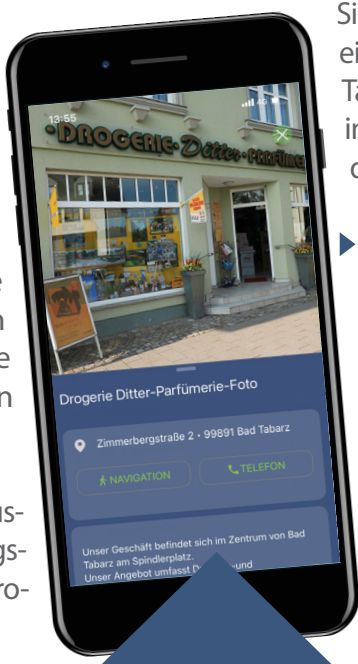 Si
ei
Ta
in
13:55
4G
DROGERIE-Ditter-PARFÜMERIE
n
e
n
Drogerie Ditter-Parfümerie-Foto
Zimmerbergstraße 2 • 99891 Bad Tabarz
NAVIGATION
TELEFON
us-
gs-
ro-
Unser Geschäft befindet sich im Zentrum von Bad
Tabarz am Spindlerplatz.
Unser Angebot umfasst